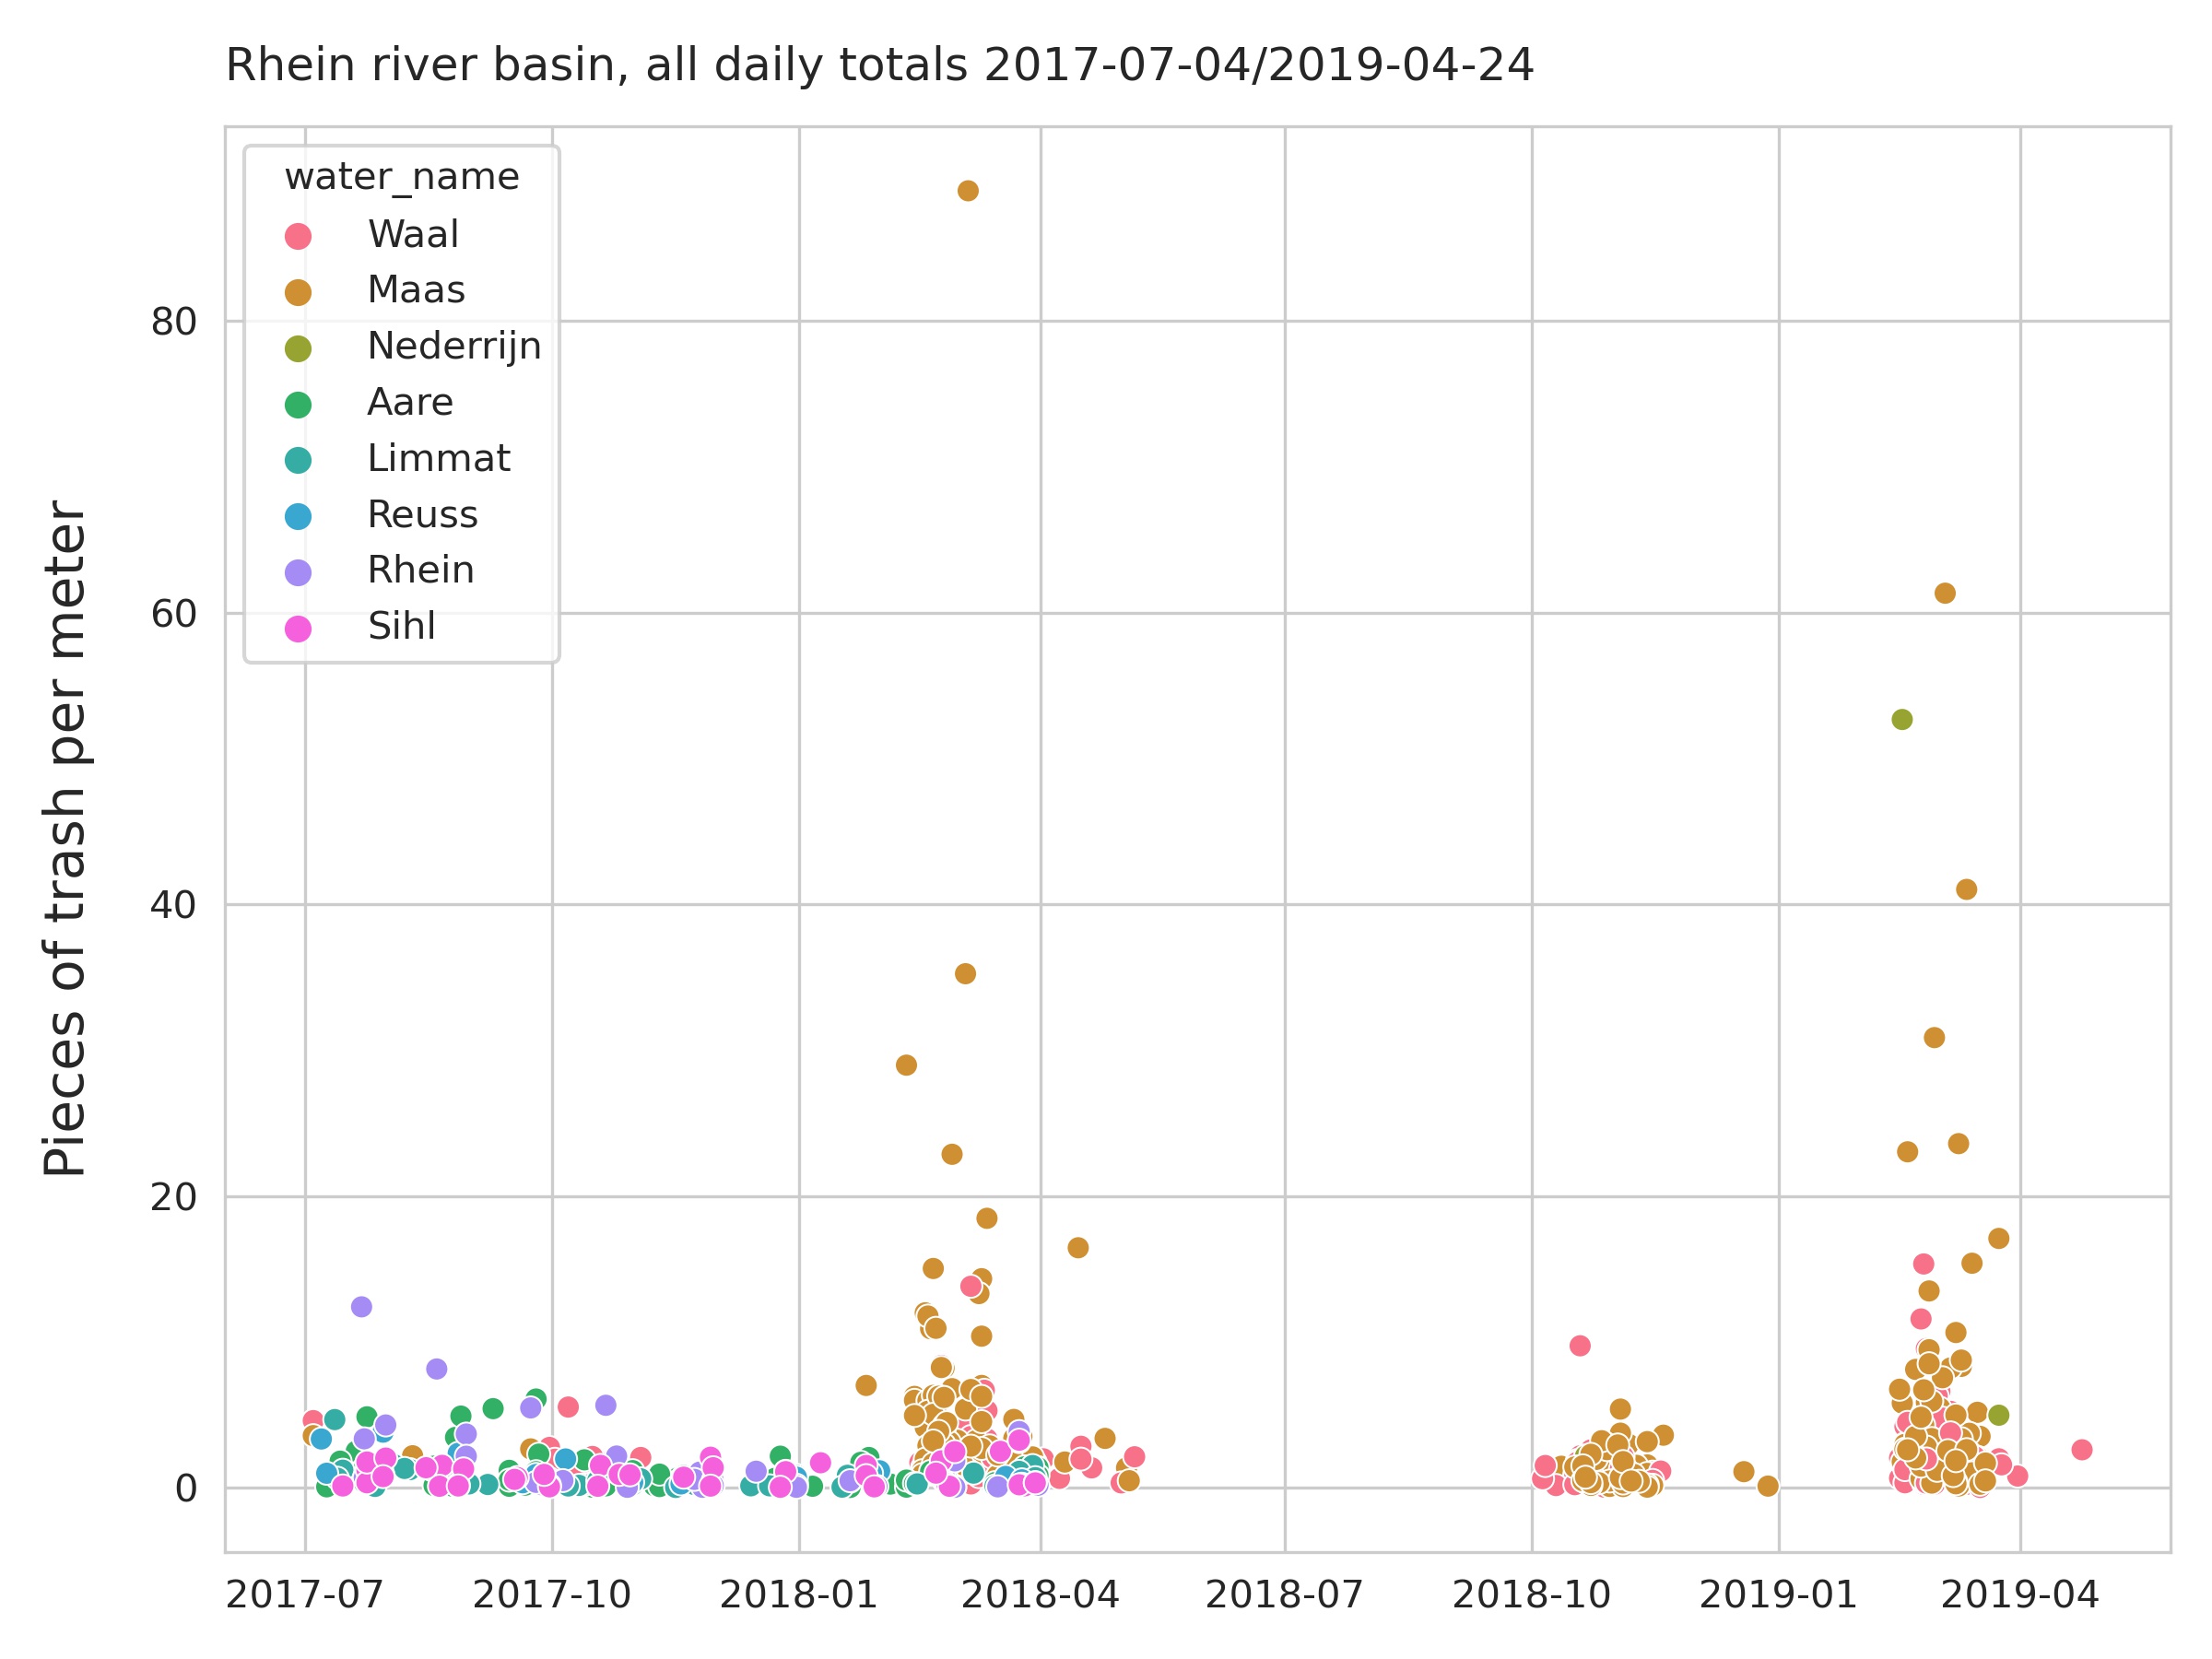 Rhein river basin, all daily totals 2017-07-04/2019-04-24
water_name
Waal
Maas
Nederrijn
Aare
Limmat
Reuss
Rhein
Sihl
Pieces of trash per meter
80
60
40
20
0
2017-07 2017-10 2018-01 2018-04 2018-07 2018-10 2019-01 2019-04